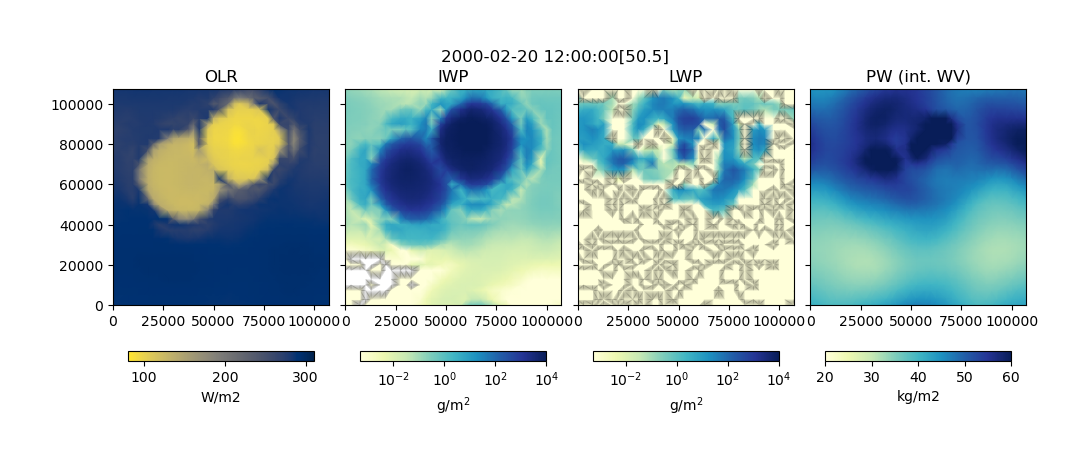 2000-02-20 12:00:00[50.5]
OLR IWP LWP PW (int. WV)
100000
80000
60000
40000
20000
0
0 25000 50000 75000 100000 0 25000 50000 75000 100000 0 25000 50000 75000 100000 0 25000 50000 75000 100000
100 200 300 10⁻² 10⁰ 10² 10⁴ 10⁻² 10⁰ 10² 10⁴ 20 30 40 50 60
W/m2 g/m² g/m² kg/m2